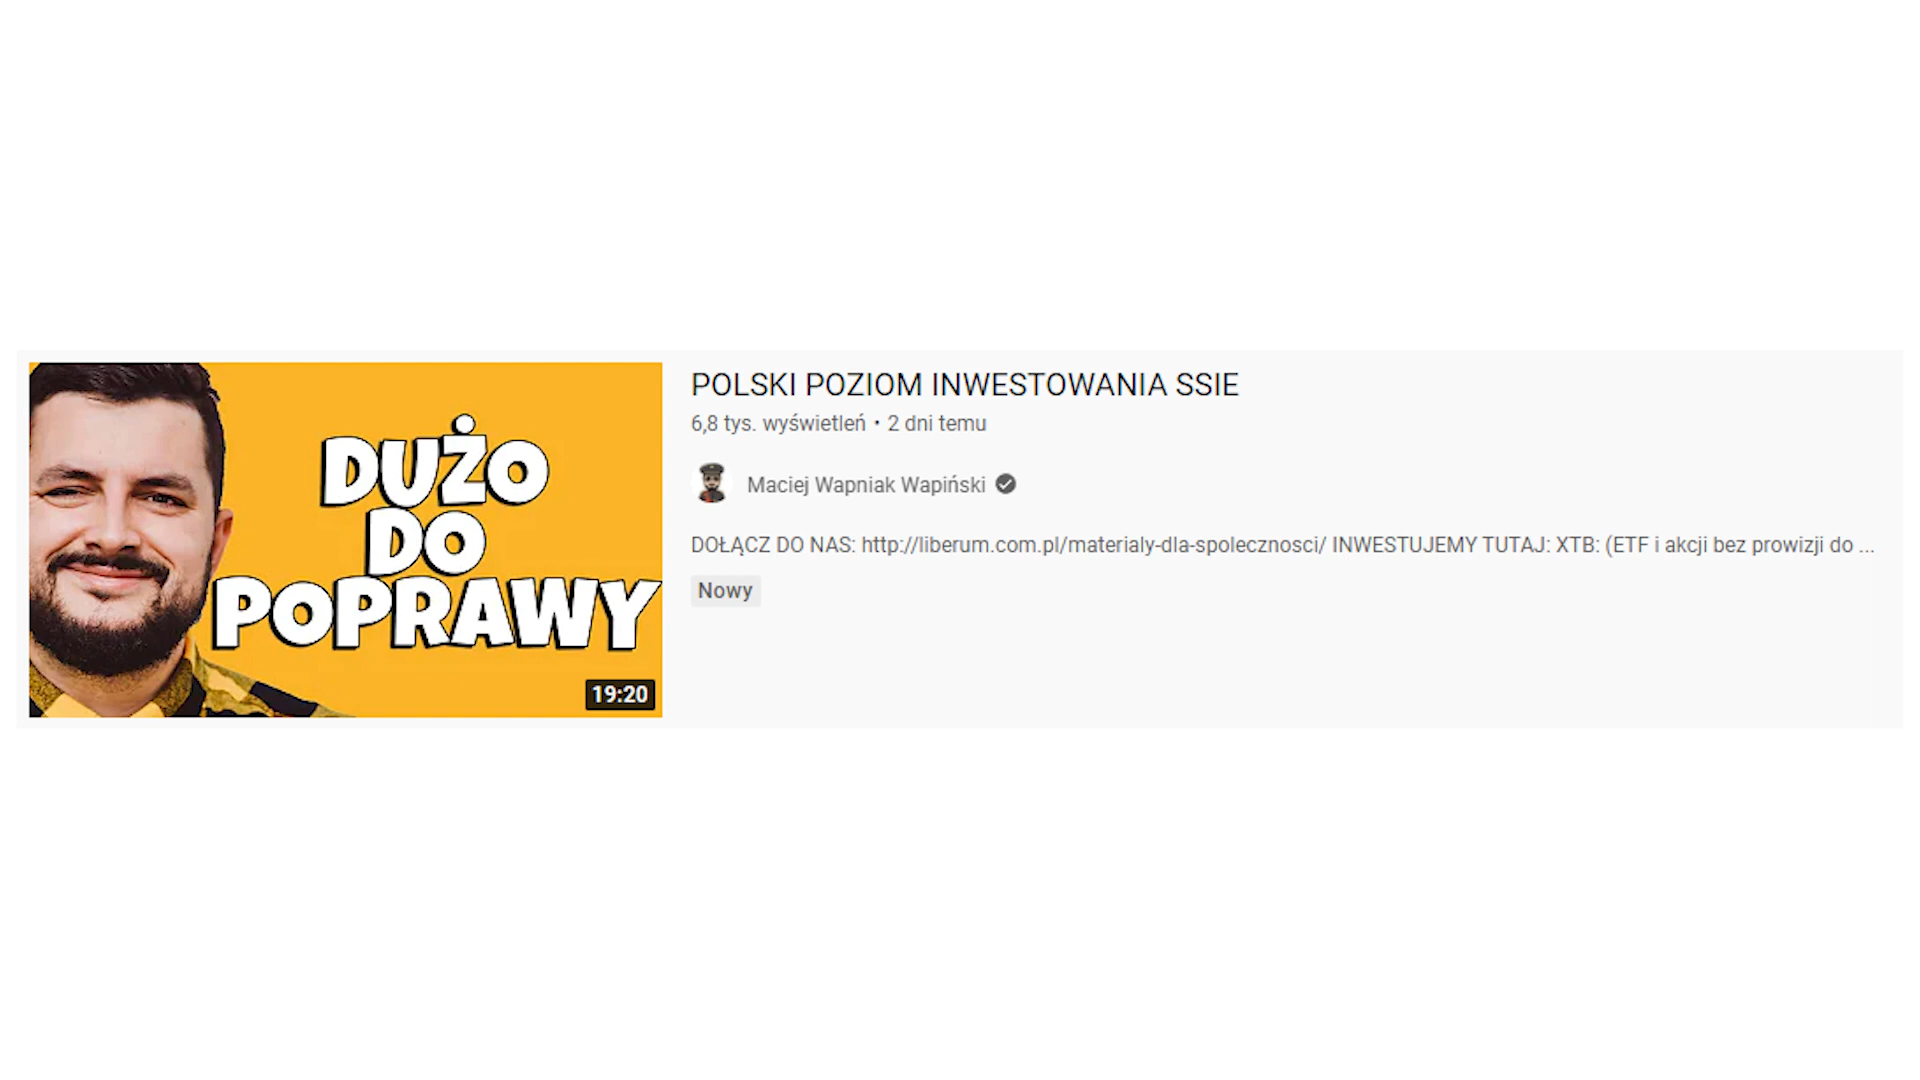 DUŻO
DO
POPRAWY
19:20
POLSKI POZIOM INWESTOWANIA SSIE
6,8 tys. wyświetleń • 2 dni temu
Maciej Wapniak Wapiński
DOŁĄCZ DO NAS: http://liberum.com.pl/materialy-dla-spolecznosci/ INWESTUJEMY TUTAJ: XTB: (ETF i akcji bez prowizji do ...
Nowy